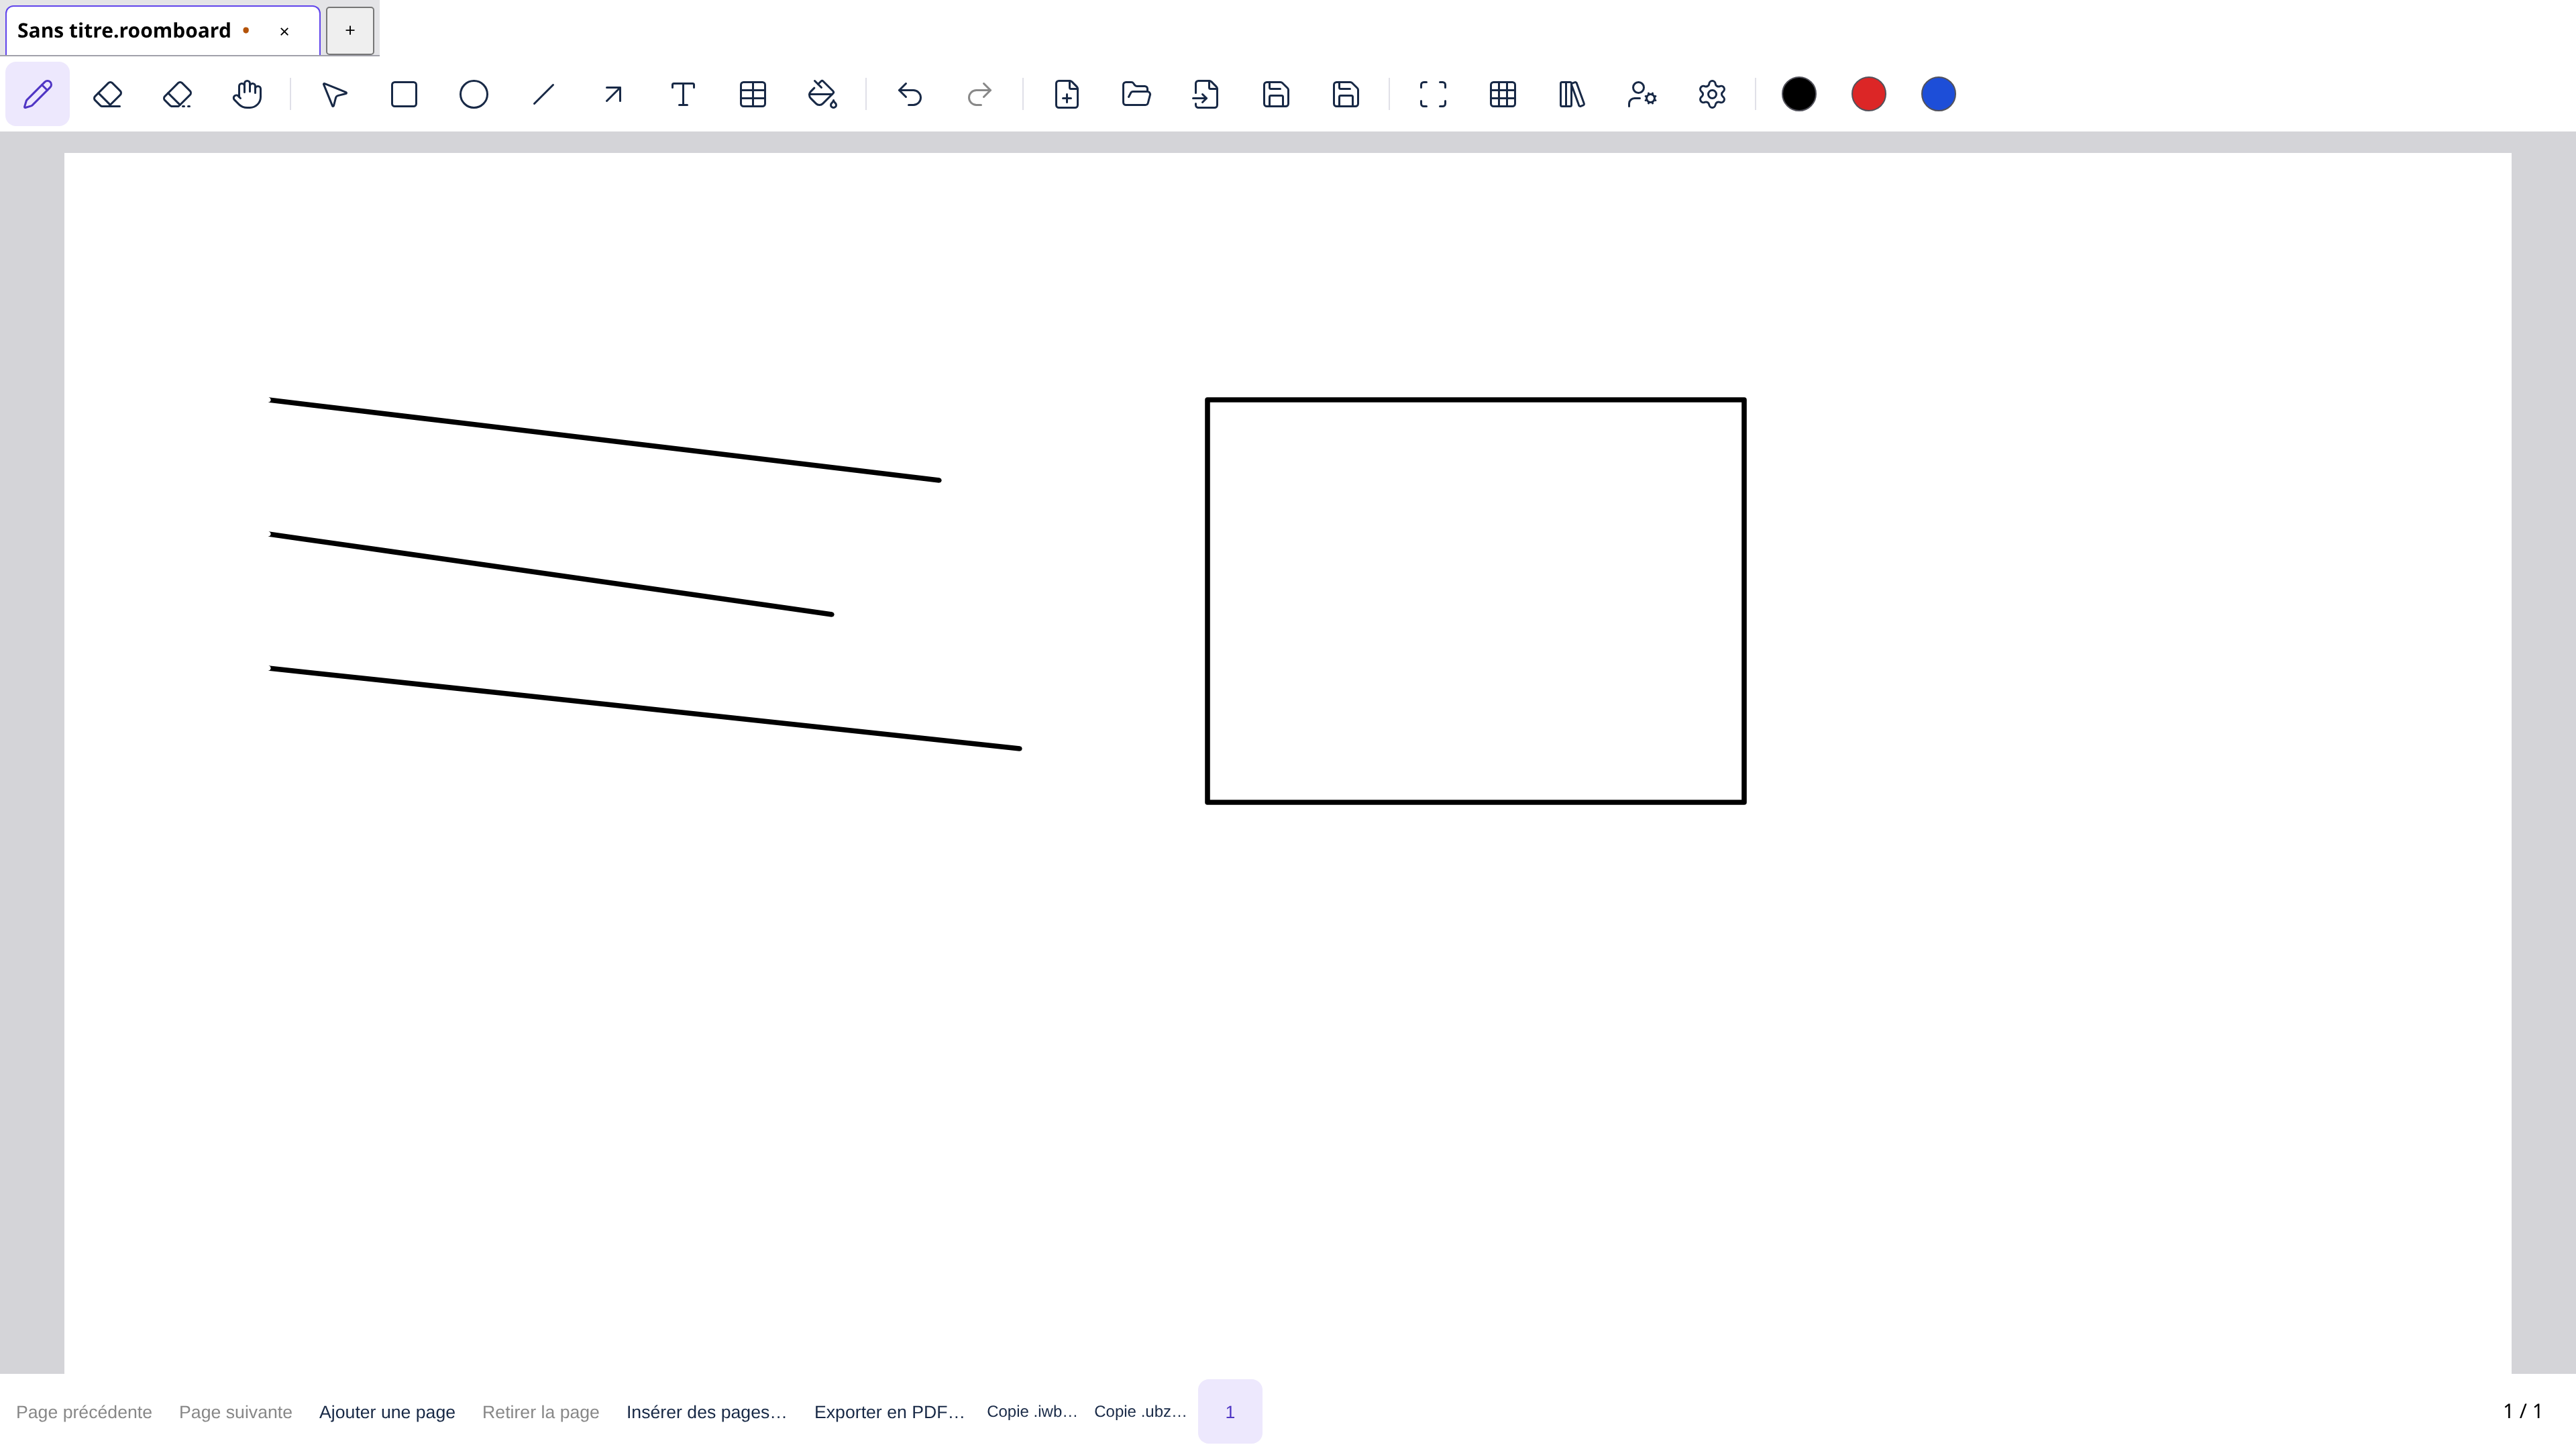 Sans titre.roomboard • × +
Page précédente Page suivante Ajouter une page Retirer la page Insérer des pages… Exporter en PDF… Copie .iwb… Copie .ubz… 1 1 / 1